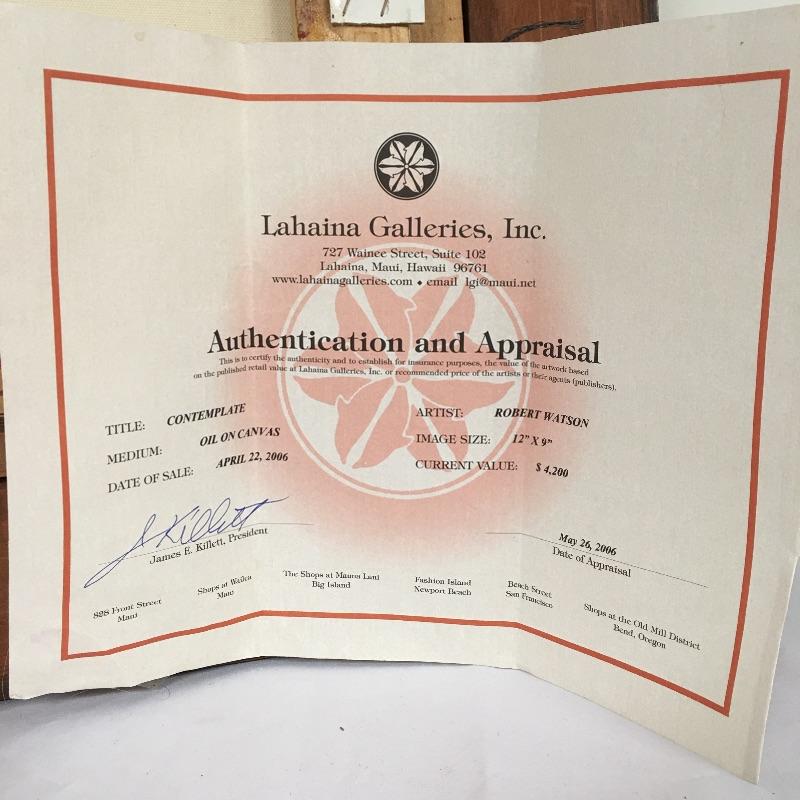 Lahaina Galleries, Inc.
727 Wainee Street, Suite 102
Lahaina, Maui, Hawaii 96761
www.lahainagalleries.com ♦ email lgi@maui.net
Authentication and Appraisal
This is to certify the authenticity and to establish for insurance purposes, the value of the artwork based
on the published retail value at Lahaina Galleries, Inc. or recommended price of the artists or their agents (publishers).
TITLE: CONTEMPLATE
MEDIUM: OIL ON CANVAS
DATE OF SALE: APRIL 22, 2006
ARTIST: ROBERT WATSON
IMAGE SIZE: 12" X 9"
CURRENT VALUE: $ 4,200
J Killett
James E. Killett, President
May 26, 2006
Date of Appraisal
828 Front Street
Maui
Shops at Wailea
Maui
The Shops at Mauna Lani
Big Island
Fashion Island
Newport Beach
Beach Street
San Francisco
Shops at the Old Mill District
Bend, Oregon